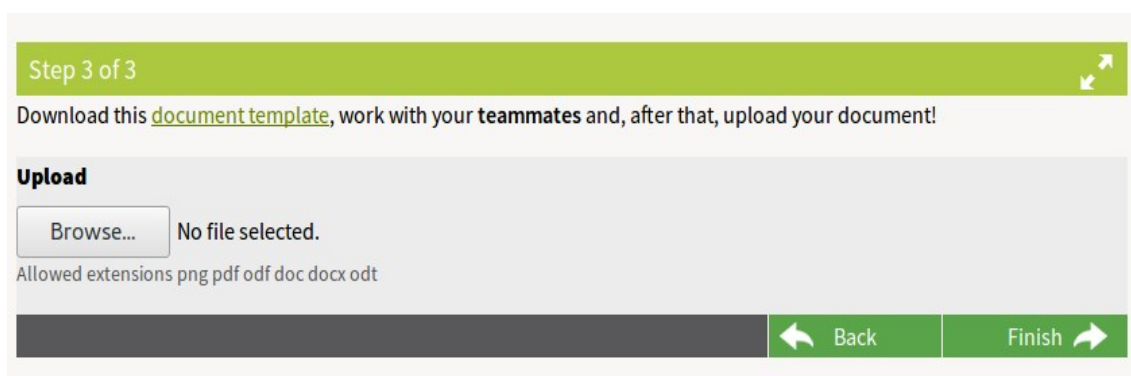 Step 3 of 3
Download this document template, work with your teammates and, after that, upload your document!
Upload
Browse... No file selected.
Allowed extensions png pdf odf doc docx odt
Back Finish